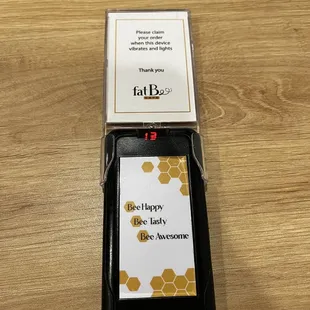 Please claim
your order
when this device
vibrates and lights
Thank you
fatBee
13
Bee Happy
Bee Tasty
Bee Awesome